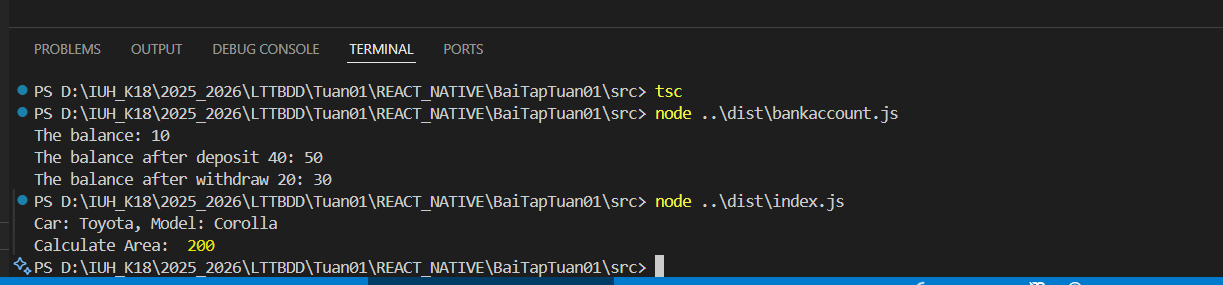 PROBLEMS OUTPUT DEBUG CONSOLE TERMINAL PORTS
PS D:\IUH_K18\2025_2026\LTTBDD\Tuan01\REACT_NATIVE\BaiTapTuan01\src> tsc
PS D:\IUH_K18\2025_2026\LTTBDD\Tuan01\REACT_NATIVE\BaiTapTuan01\src> node ..\dist\bankaccount.js
The balance: 10
The balance after deposit 40: 50
The balance after withdraw 20: 30
PS D:\IUH_K18\2025_2026\LTTBDD\Tuan01\REACT_NATIVE\BaiTapTuan01\src> node ..\dist\index.js
Car: Toyota, Model: Corolla
Calculate Area:  200
PS D:\IUH_K18\2025_2026\LTTBDD\Tuan01\REACT_NATIVE\BaiTapTuan01\src>